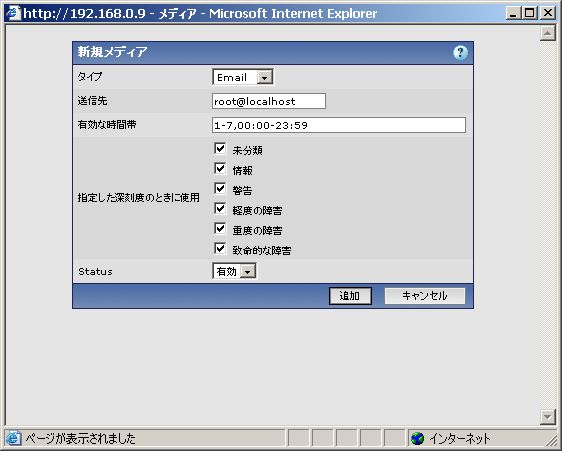 http://192.168.0.9 - メディア - Microsoft Internet Explorer
新規メディア
タイプ Email
送信先 root@localhost
有効な時間帯 1-7,00:00-23:59
指定した深刻度のときに使用
未分類
情報
警告
軽度の障害
重度の障害
致命的な障害
Status 有効
追加 キャンセル
ページが表示されました インターネット